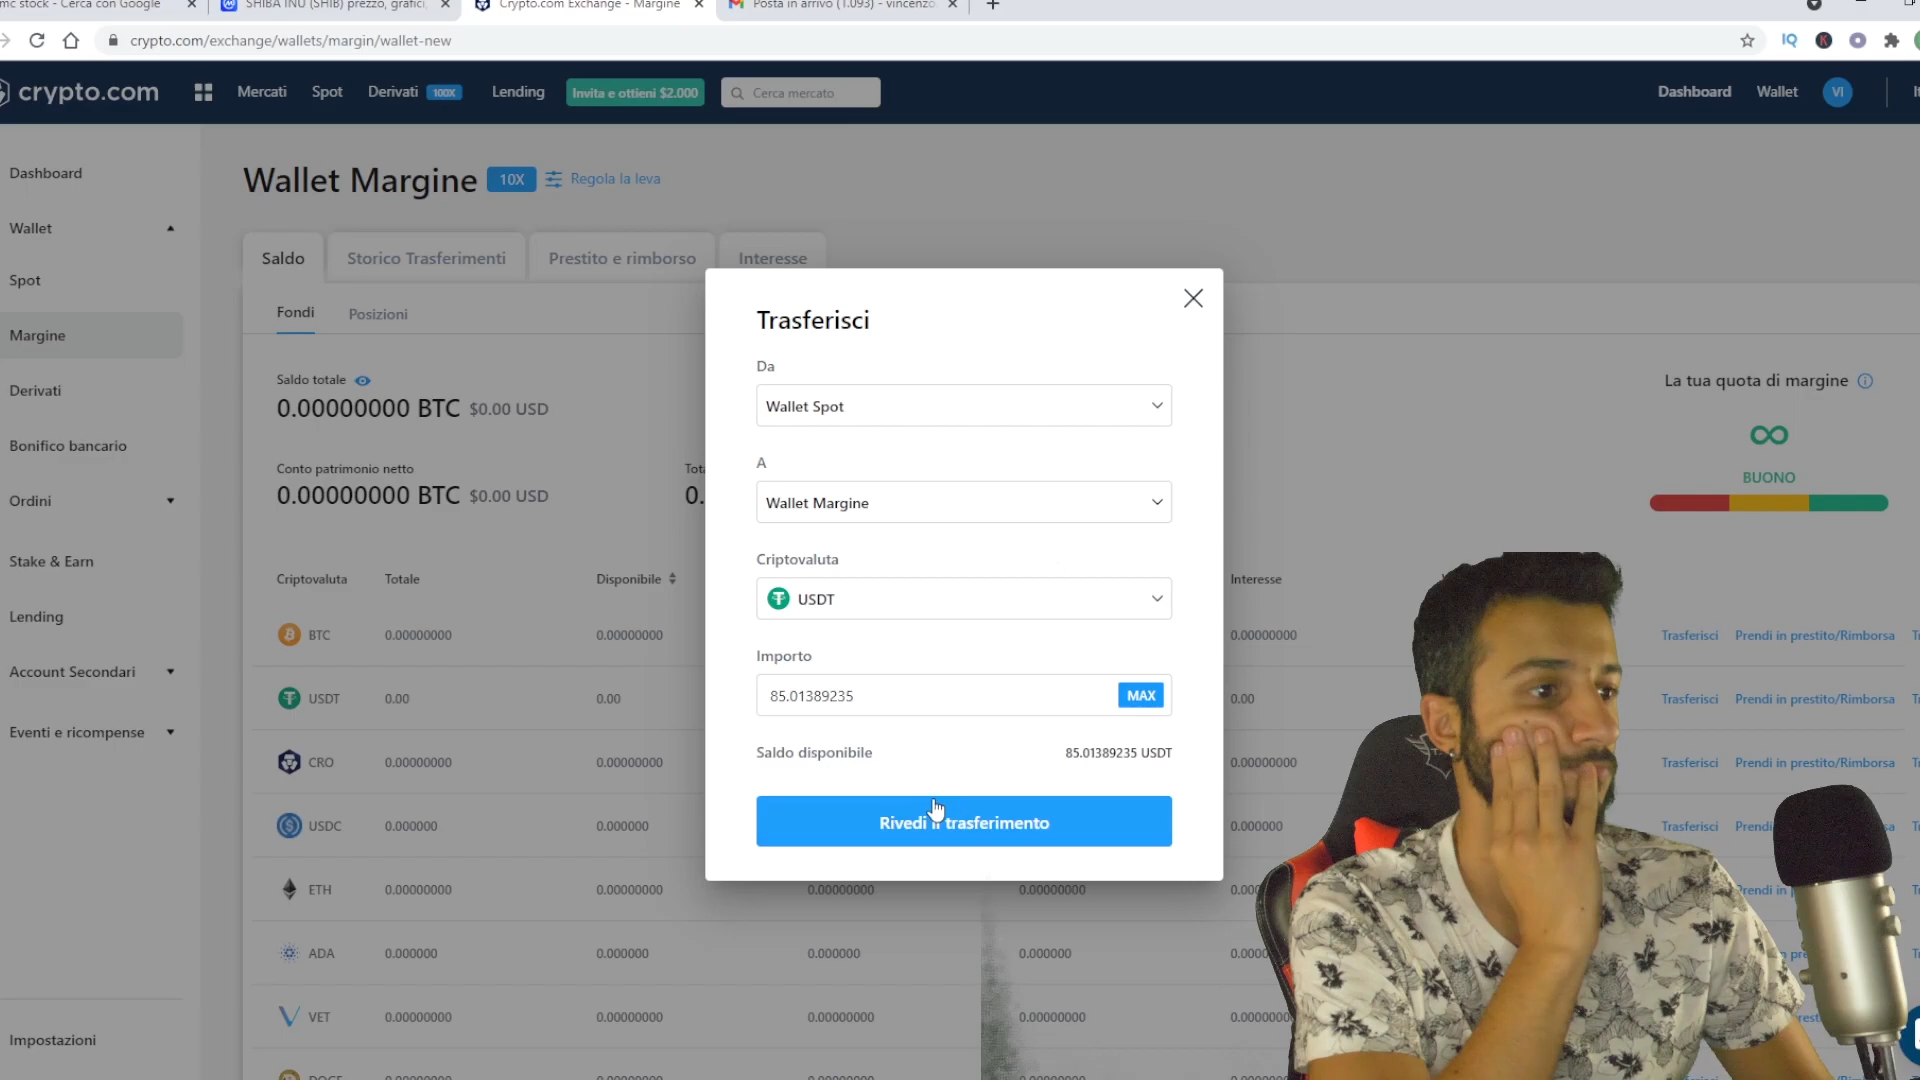 mc stock - Cerca con Google
SHIBA INU (SHIB) prezzo, grafici,
Crypto.com Exchange - Margine
Posta in arrivo (1.093) - vincenzo
crypto.com/exchange/wallets/margin/wallet-new
IQ
K
crypto.com
Mercati
Spot
Derivati 100X
Lending
Invita e ottieni $2.000
Cerca mercato
Dashboard
Wallet
VI
Dashboard
Wallet
Spot
Margine
Derivati
Bonifico bancario
Ordini
Stake & Earn
Lending
Account Secondari
Eventi e ricompense
Impostazioni
Wallet Margine 10X Regola la leva
Saldo
Storico Trasferimenti
Prestito e rimborso
Interesse
Fondi
Posizioni
Saldo totale
0.00000000 BTC $0.00 USD
Conto patrimonio netto
0.00000000 BTC $0.00 USD
La tua quota di margine
BUONO
Criptovaluta Totale Disponibile Interesse
BTC 0.00000000 0.00000000 0.00000000 Trasferisci Prendi in prestito/Rimborsa
USDT 0.00 0.00 0.00 Trasferisci Prendi in prestito/Rimborsa
CRO 0.00000000 0.00000000 0.00000000 Trasferisci Prendi in prestito/Rimborsa
USDC 0.000000 0.000000 0.000000 Trasferisci
ETH 0.00000000 0.00000000 0.00000000 0.00000000 Trasferisci
ADA 0.000000 0.000000 0.000000 0.000000
VET 0.00000000 0.00000000 0.00000000 0.00000000
Trasferisci
Da
Wallet Spot
A
Wallet Margine
Criptovaluta
USDT
Importo
85.01389235 MAX
Saldo disponibile 85.01389235 USDT
Rivedi il trasferimento